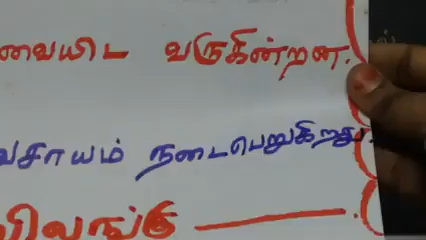 வையிட வருகின்றன.
வசாயம் நடைபெறுகிறது.
விலங்கு ———.